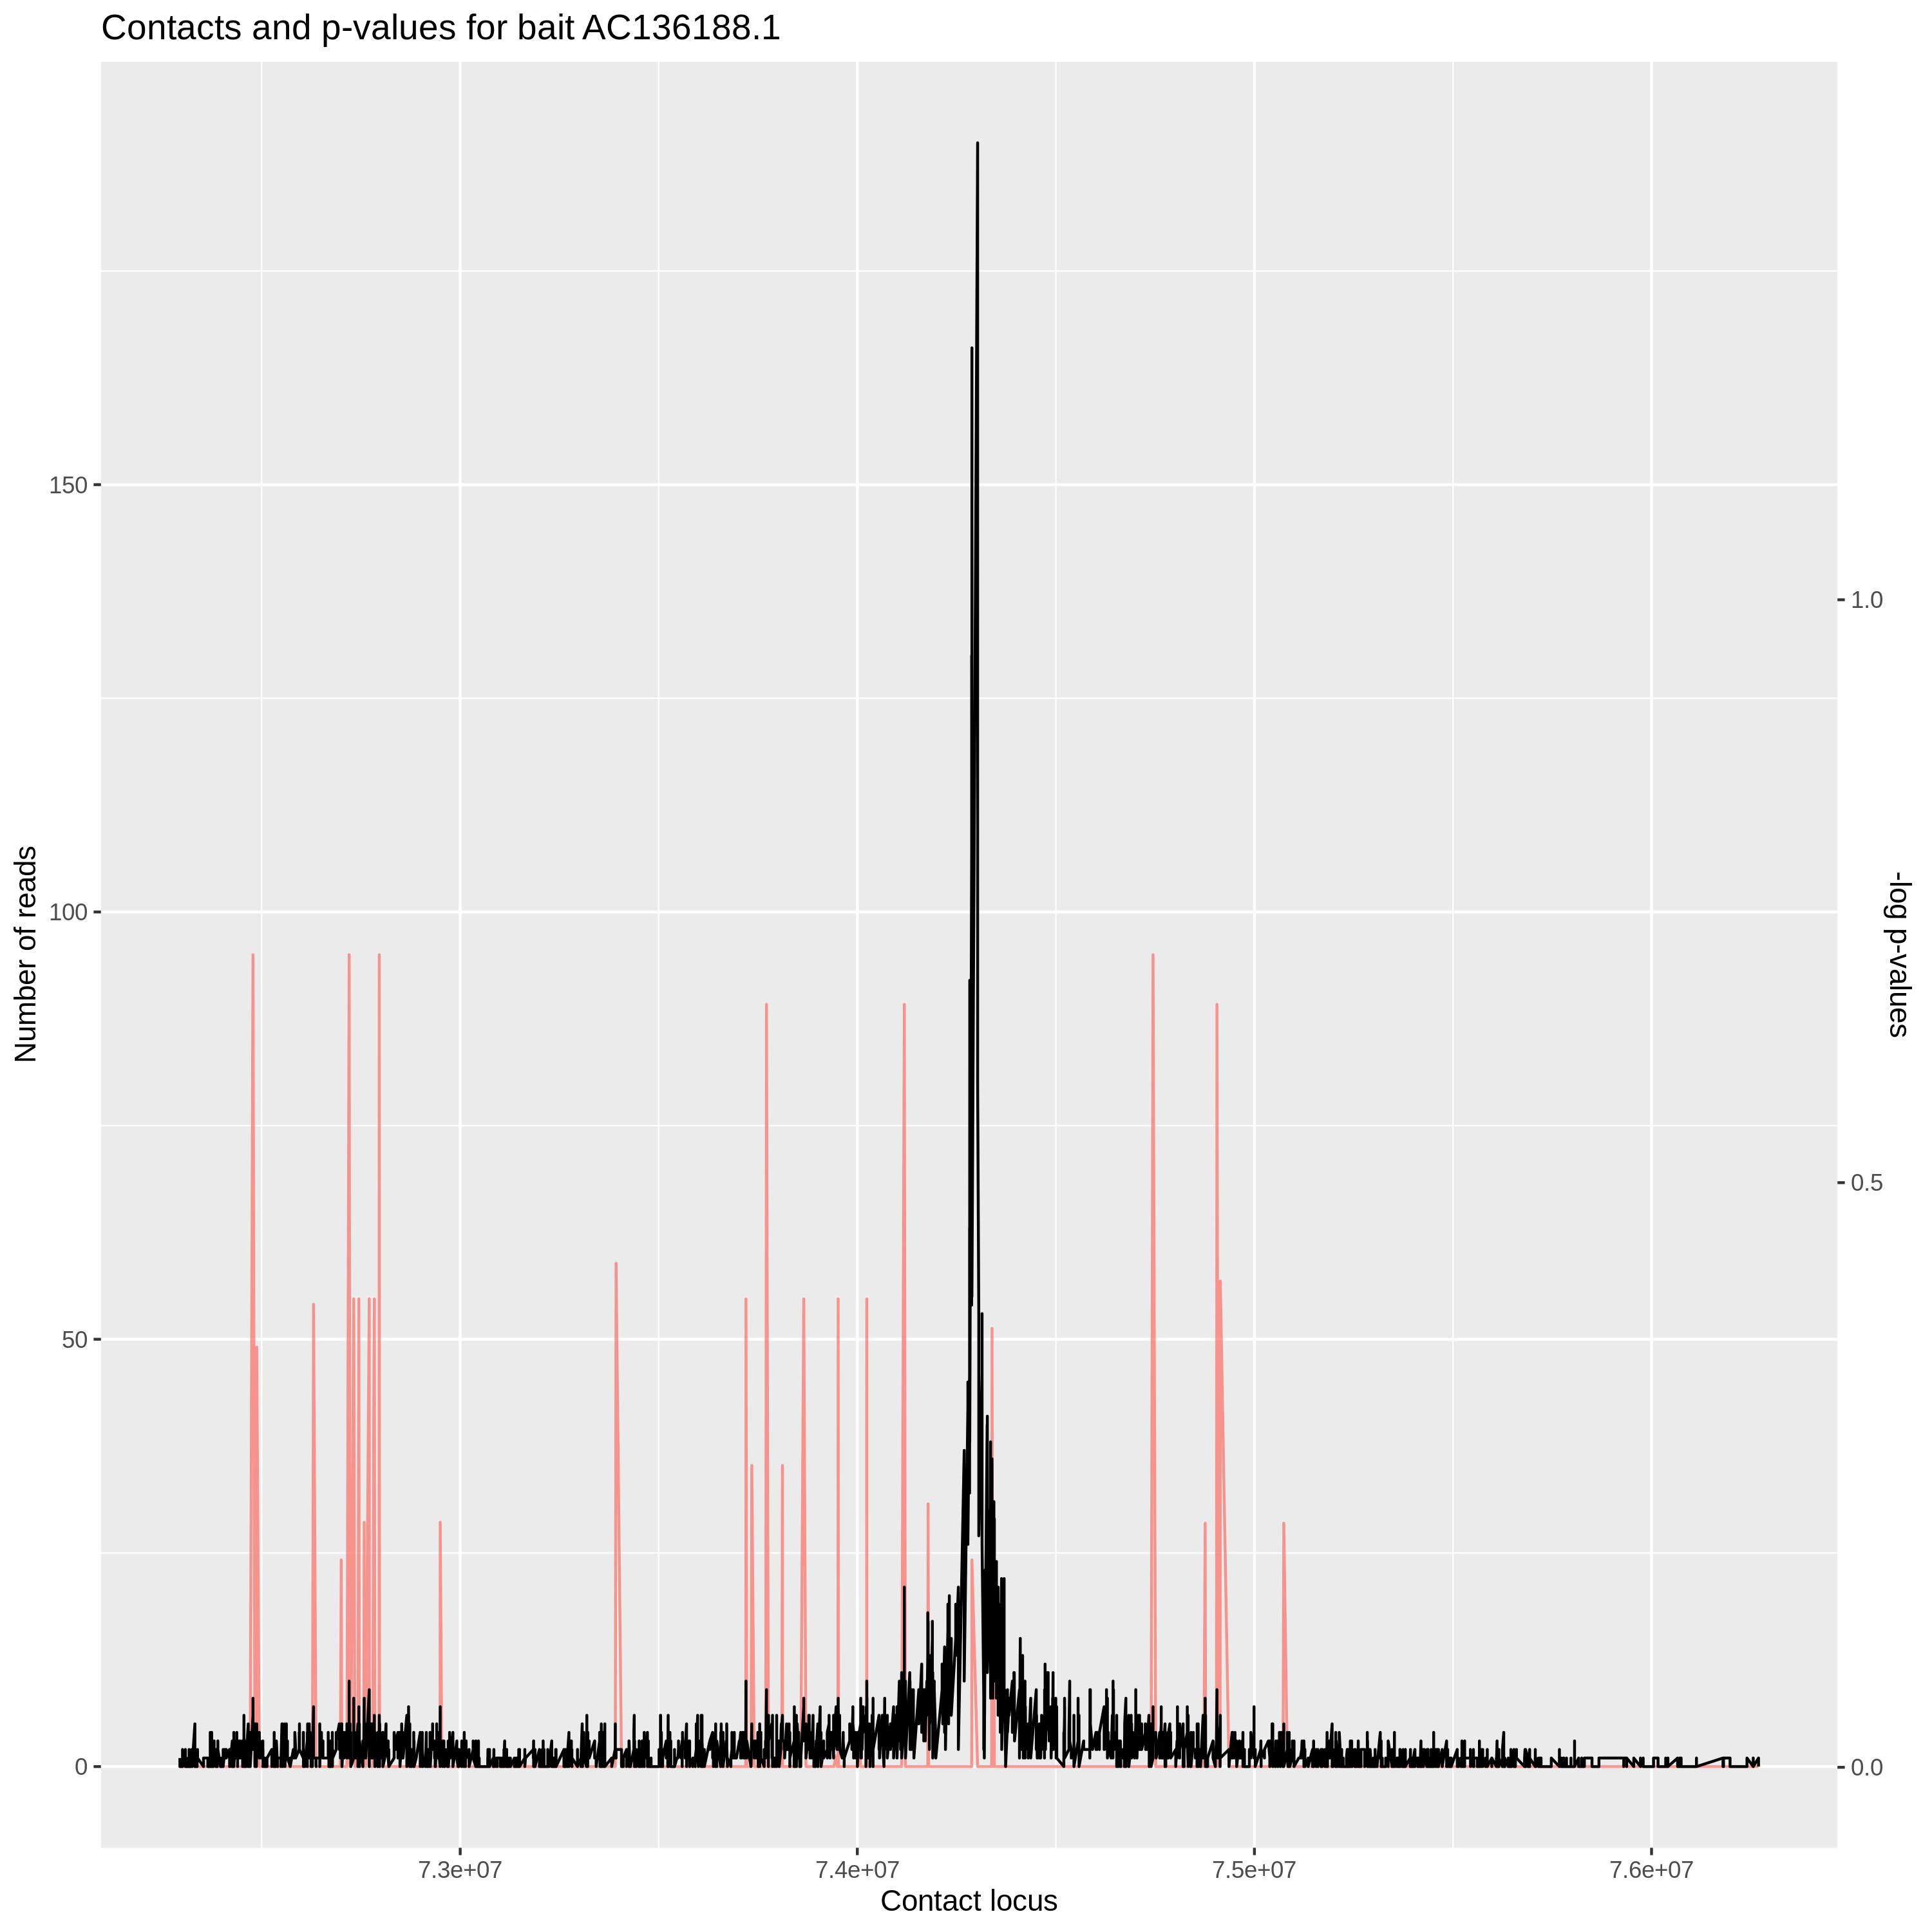 Contacts and p-values for bait AC136188.1
150
100
50
0
Number of reads
1.0
0.5
0.0
-log p-values
7.3e+07
7.4e+07
7.5e+07
7.6e+07
Contact locus